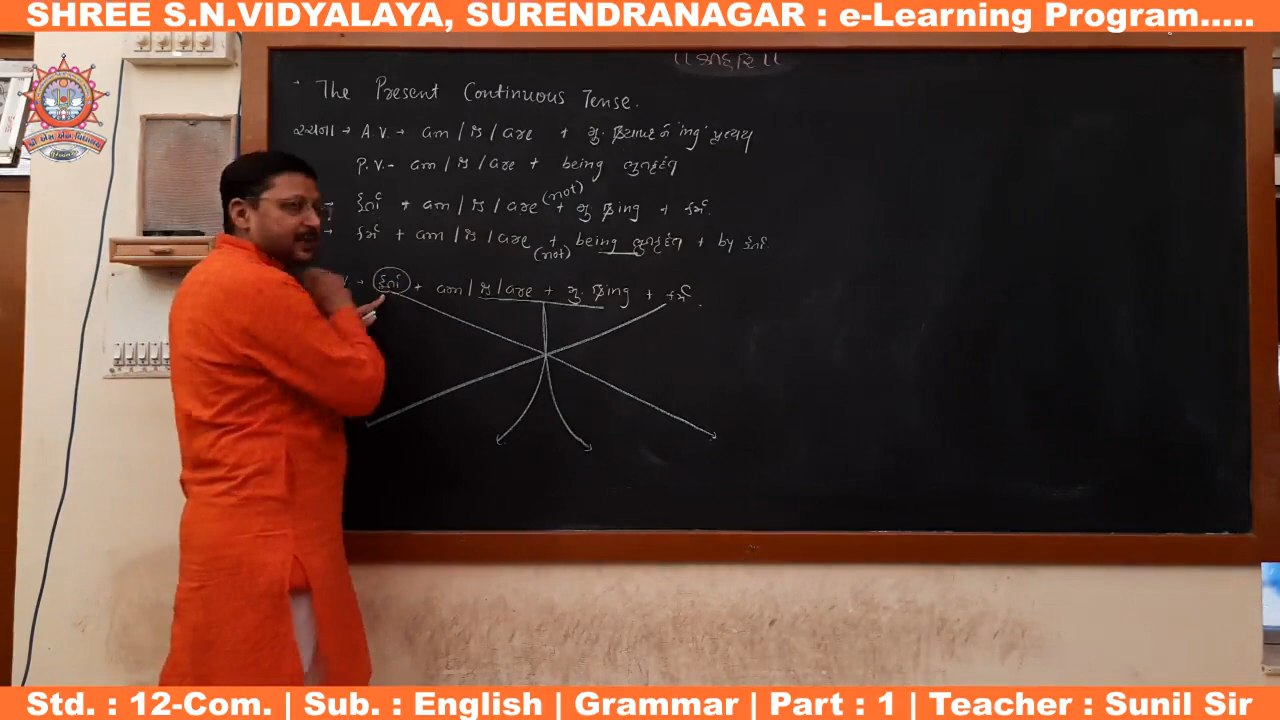 SHREE S.N.VIDYALAYA, SURENDRANAGAR : e-Learning Program.....
।। શ્રીહરિ ।।
The Present Continuous Tense.
રચના → A.V. → am / is / are + મુ. ક્રિયાપદને 'ing' પ્રત્યય
P.V. - am / is / are + being ભુતકૃદંત
કર્તા + am / is / are (not) + મુ. ક્રિ ing + કર્મ.
→ કર્મ + am / is / are + (not) being ભુતકૃદંત + by કર્તા
→ કર્તા + am / is / are + મુ. ક્રિing + કર્મ.
Std. : 12-Com. | Sub. : English | Grammar | Part : 1 | Teacher : Sunil Sir